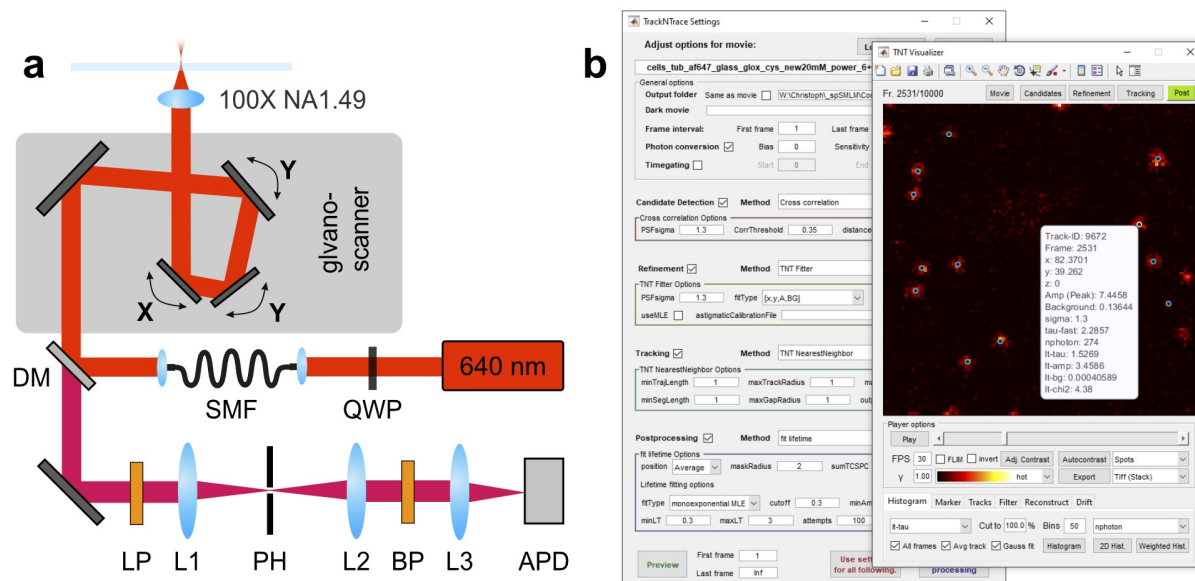 a
100X NA1.49
Y
glvano-
scanner
X
Y
DM
SMF
QWP
640 nm
LP
L1
PH
L2
BP
L3
APD
b
TrackNTrace Settings
Adjust options for movie:
cells_tub_af647_glass_glox_cys_new20mM_power_6+
General options
Output folder Same as movie W:\Christoph\_spSMLM\Cor
Dark movie
Frame interval: First frame 1 Last frame
Photon conversion Bias 0 Sensitivity
Timegating Start 0 End
Candidate Detection Method Cross correlation
Cross correlation Options
PSFsigma 1.3 CorrThreshold 0.35 distance
Refinement Method TNT Fitter
TNT Fitter Options
PSFsigma 1.3 fitType [x,y,A,BG]
useMLE astigmaticCalibrationFile
Tracking Method TNT NearestNeighbor
TNT NearestNeighbor Options
minTrajLength 1 maxTrackRadius 1 ma
minSegLength 1 maxGapRadius 1 out
Postprocessing Method fit lifetime
fit lifetime Options
position Average maskRadius 2 sumTCSPC
Lifetime fitting options
fitType monoexponential MLE cutoff 0.3 minAm
minLT 0.3 maxLT 3 attempts 100
Preview
First frame 1
Last frame Inf
Use sett
for all following.
processing
TNT Visualizer
Fr. 2531/10000 Movie Candidates Refinement Tracking Post
Track-ID: 9672
Frame: 2531
x: 82.3701
y: 39.262
z: 0
Amp (Peak): 7.4458
Background: 0.13644
sigma: 1.3
tau-fast: 2.2857
nphoton: 274
lt-tau: 1.5269
lt-amp: 3.4586
lt-bg: 0.00040589
lt-chi2: 4.38
Player options
Play
FPS 30 FLIM Invert Adj. Contrast Autocontrast Spots
γ 1.00 hot Export Tiff (Stack)
Histogram Marker Tracks Filter Reconstruct Drift
lt-tau Cut to 100.0 % Bins 50 nphoton
All frames Avg track Gauss fit Histogram 2D Hist. Weighted Hist.